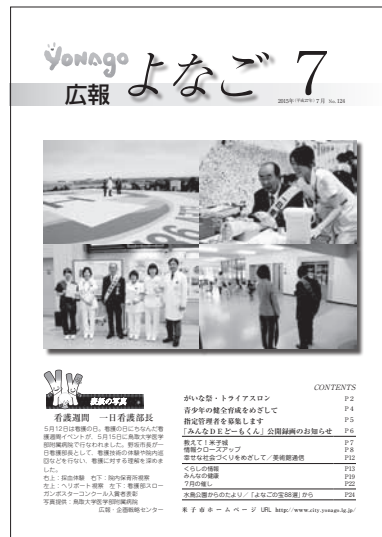 yonago
広報 よなご 7
2015年(平成27年)7月 No.124
表紙の写真
看護週間 一日看護部長
5月12日は看護の日。看護の日にちなんだ看
護週間イベントが、5月15日に鳥取大学医学
部附属病院で行なわれました。野坂市長が一
日看護部長として、看護技術の体験や院内巡
回などを行ない、看護に対する理解を深めま
した。
右上：採血体験 右下：院内保育所視察
左上：ヘリポート視察 左下：看護部スロー
ガンポスターコンクール入賞者表彰
写真提供：鳥取大学医学部附属病院
広報：企画戦略センター
CONTENTS
がいな祭・トライアスロン P2
青少年の健全育成をめざして P4
指定管理者を募集します P5
「みんなDEどーもくん」公開録画のお知らせ P6
教えて！米子城 P7
情報クローズアップ P8
幸せな社会づくりをめざして／美術館通信 P12
くらしの情報 P13
みんなの健康 P19
7月の催し P22
水鳥公園からのたより／「よなごの宝88選」から P24
米子市ホームページ URL http://www.city.yonago.lg.jp/